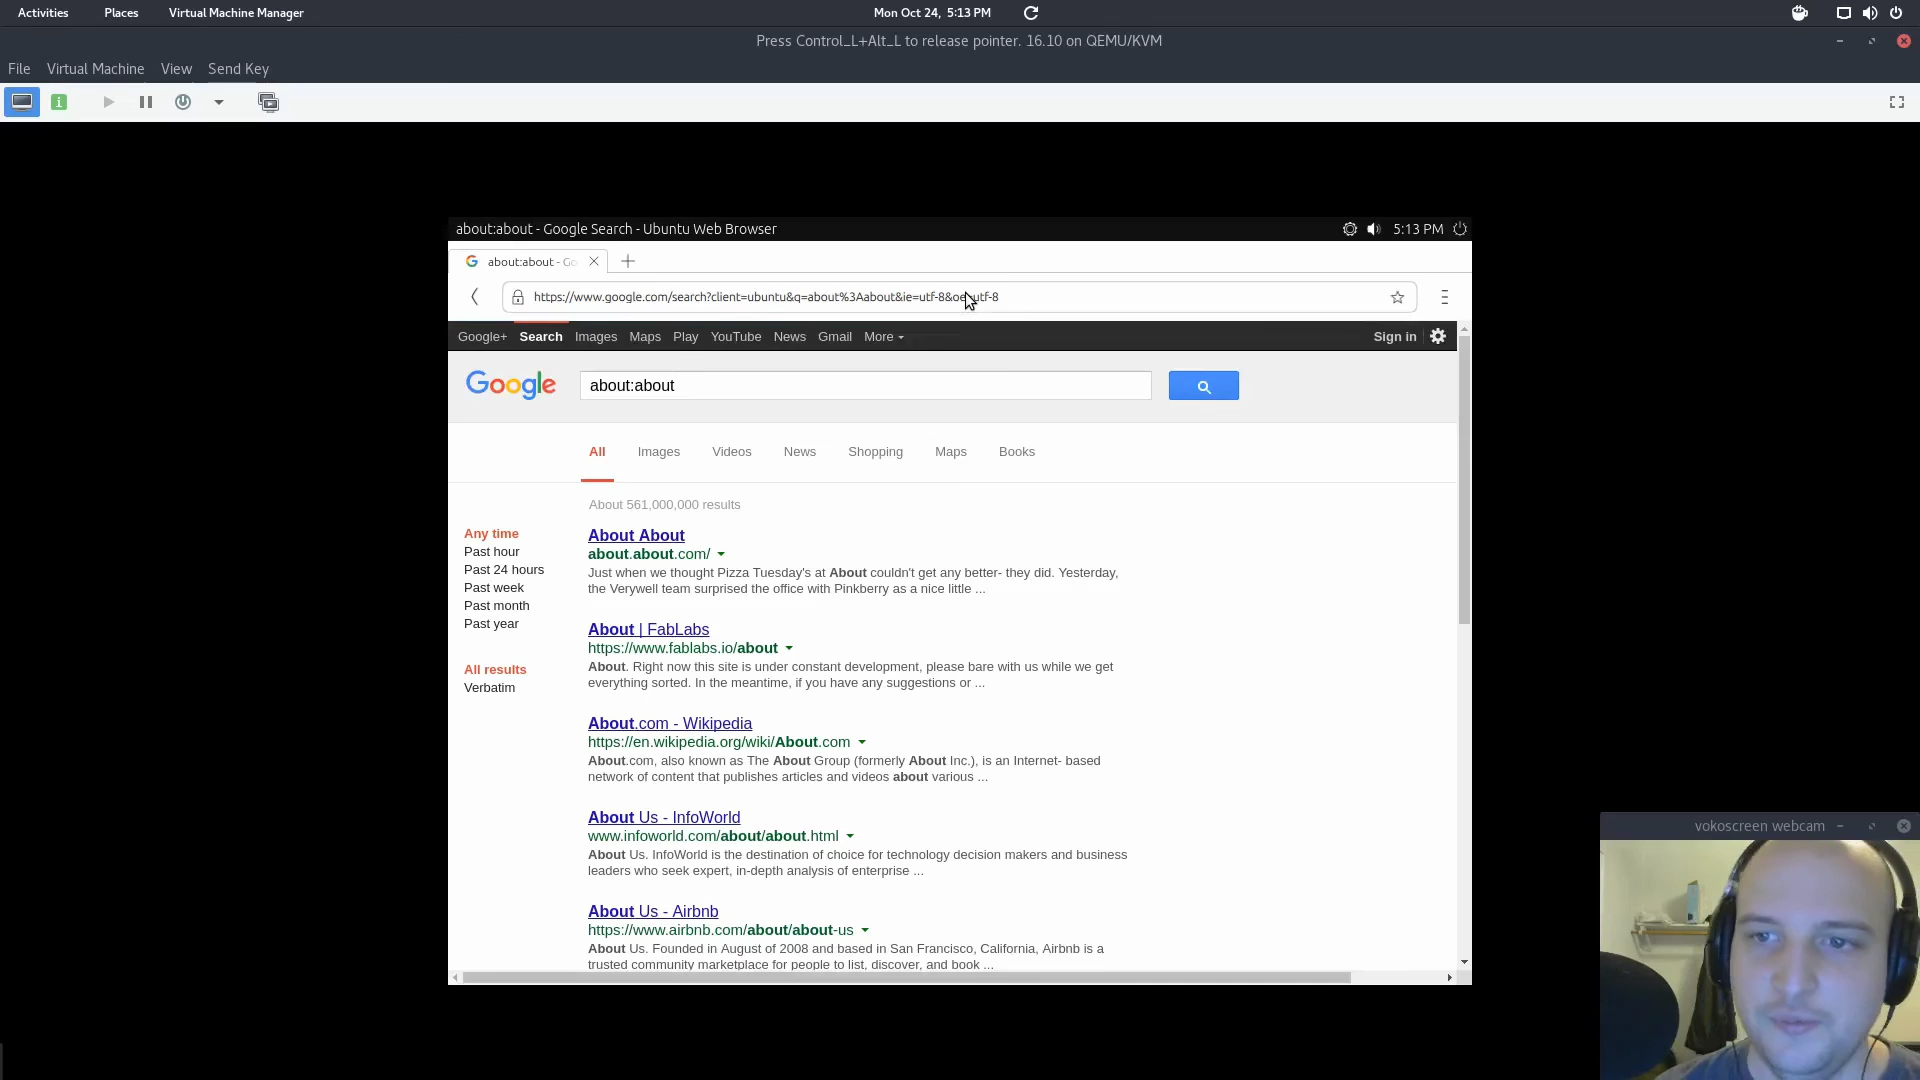 Activities Places Virtual Machine Manager Mon Oct 24, 5:13 PM
Press Control_L+Alt_L to release pointer. 16.10 on QEMU/KVM
File Virtual Machine View Send Key
about:about - Google Search - Ubuntu Web Browser 5:13 PM
about:about - Go
https://www.google.com/search?client=ubuntu&q=about%3Aabout&ie=utf-8&oe=utf-8
Google+ Search Images Maps Play YouTube News Gmail More Sign in
Google about:about
All Images Videos News Shopping Maps Books
About 561,000,000 results
Any time
Past hour
Past 24 hours
Past week
Past month
Past year
All results
Verbatim
About About
about.about.com/
Just when we thought Pizza Tuesday's at About couldn't get any better- they did. Yesterday,
the Verywell team surprised the office with Pinkberry as a nice little ...
About | FabLabs
https://www.fablabs.io/about
About. Right now this site is under constant development, please bare with us while we get
everything sorted. In the meantime, if you have any suggestions or ...
About.com - Wikipedia
https://en.wikipedia.org/wiki/About.com
About.com, also known as The About Group (formerly About Inc.), is an Internet- based
network of content that publishes articles and videos about various ...
About Us - InfoWorld
www.infoworld.com/about/about.html
About Us. InfoWorld is the destination of choice for technology decision makers and business
leaders who seek expert, in-depth analysis of enterprise ...
About Us - Airbnb
https://www.airbnb.com/about/about-us
About Us. Founded in August of 2008 and based in San Francisco, California, Airbnb is a
trusted community marketplace for people to list, discover, and book ...
vokoscreen webcam